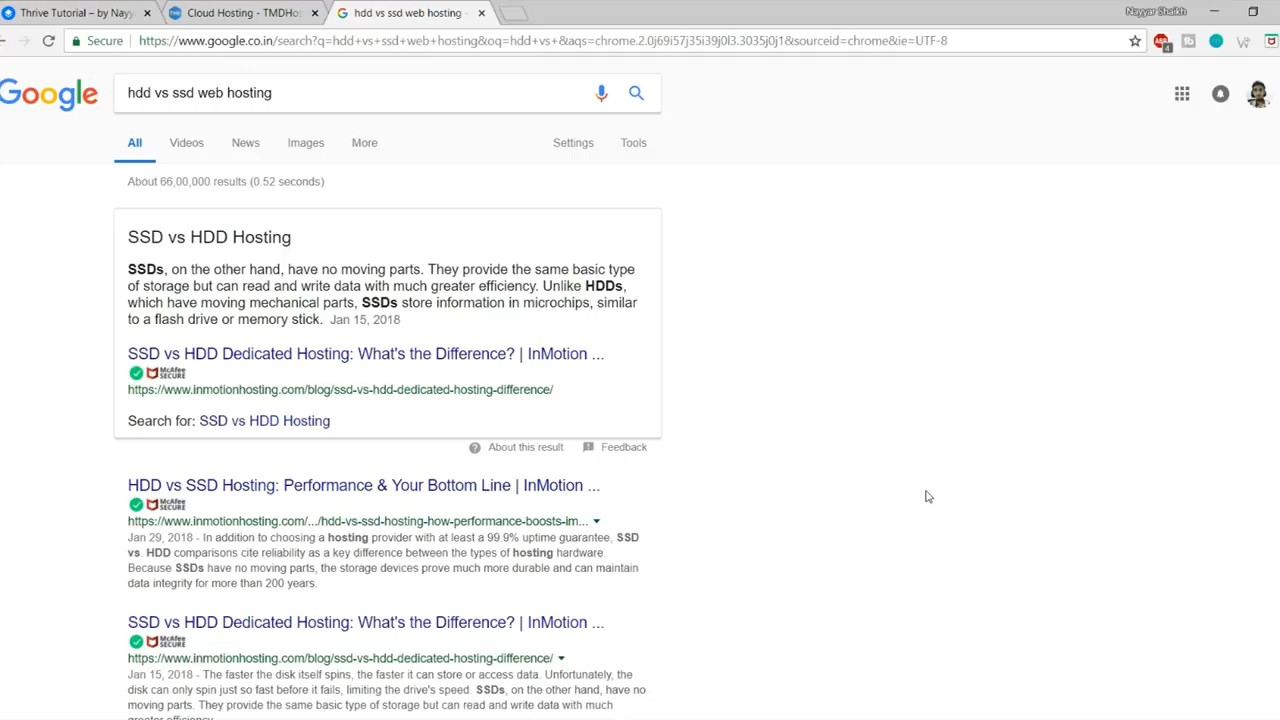 Thrive Tutorial – by Nayy
Cloud Hosting - TMDHos
hdd vs ssd web hosting
Nayyar Shaikh
Secure
https://www.google.co.in/search?q=hdd+vs+ssd+web+hosting&oq=hdd+vs+&aqs=chrome.2.0j69i57j35i39j0l3.3035j0j1&sourceid=chrome&ie=UTF-8
4
Google
hdd vs ssd web hosting
All Videos News Images More Settings Tools
About 66,00,000 results (0.52 seconds)
SSD vs HDD Hosting
SSDs, on the other hand, have no moving parts. They provide the same basic type
of storage but can read and write data with much greater efficiency. Unlike HDDs,
which have moving mechanical parts, SSDs store information in microchips, similar
to a flash drive or memory stick. Jan 15, 2018
SSD vs HDD Dedicated Hosting: What's the Difference? | InMotion ...
McAfee
SECURE
https://www.inmotionhosting.com/blog/ssd-vs-hdd-dedicated-hosting-difference/
Search for: SSD vs HDD Hosting
About this result Feedback
HDD vs SSD Hosting: Performance & Your Bottom Line | InMotion ...
McAfee
SECURE
https://www.inmotionhosting.com/.../hdd-vs-ssd-hosting-how-performance-boosts-im...
Jan 29, 2018 - In addition to choosing a hosting provider with at least a 99.9% uptime guarantee, SSD
vs. HDD comparisons cite reliability as a key difference between the types of hosting hardware.
Because SSDs have no moving parts, the storage devices prove much more durable and can maintain
data integrity for more than 200 years.
SSD vs HDD Dedicated Hosting: What's the Difference? | InMotion ...
McAfee
SECURE
https://www.inmotionhosting.com/blog/ssd-vs-hdd-dedicated-hosting-difference/
Jan 15, 2018 - The faster the disk itself spins, the faster it can store or access data. Unfortunately, the
disk can only spin just so fast before it fails, limiting the drive's speed. SSDs, on the other hand, have no
moving parts. They provide the same basic type of storage but can read and write data with much
greater efficiency.